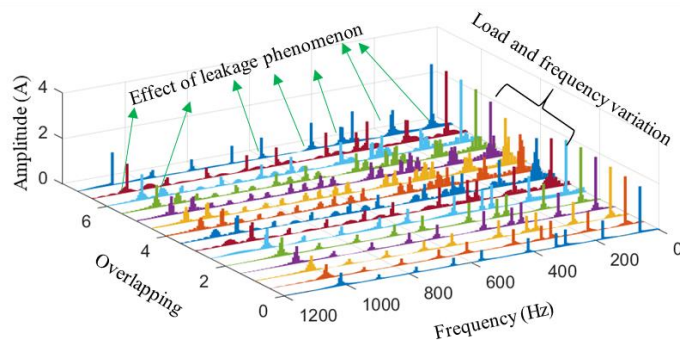 Effect of leakage phenomenon
Load and frequency variation
Amplitude (A)
4
2
0
6
4
2
0
Overlapping
1200
1000
800
600
400
200
0
Frequency (Hz)